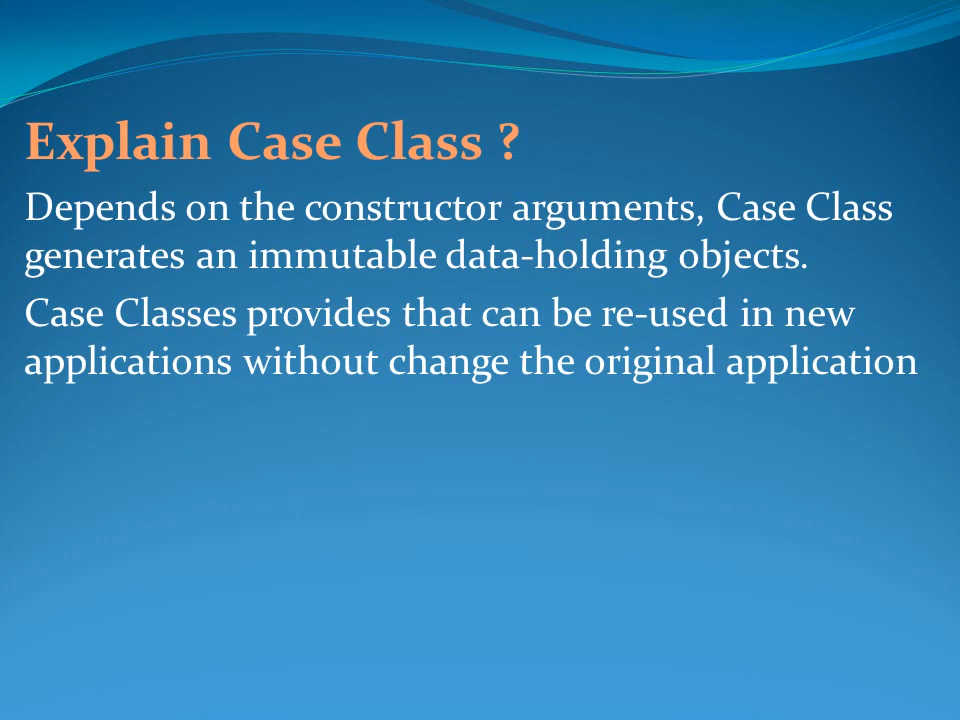 Explain Case Class ?
Depends on the constructor arguments, Case Class
generates an immutable data-holding objects.
Case Classes provides that can be re-used in new
applications without change the original application